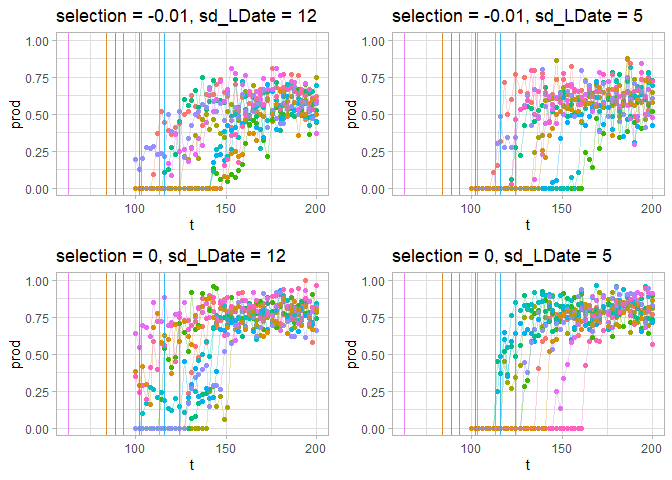 selection = -0.01, sd_LDate = 12
selection = -0.01, sd_LDate = 5
1.00
0.75
0.50
0.25
0.00
prod
100
150
200
t
1.00
0.75
0.50
0.25
0.00
prod
100
150
200
t
selection = 0, sd_LDate = 12
selection = 0, sd_LDate = 5
1.00
0.75
0.50
0.25
0.00
prod
100
150
200
t
1.00
0.75
0.50
0.25
0.00
prod
100
150
200
t